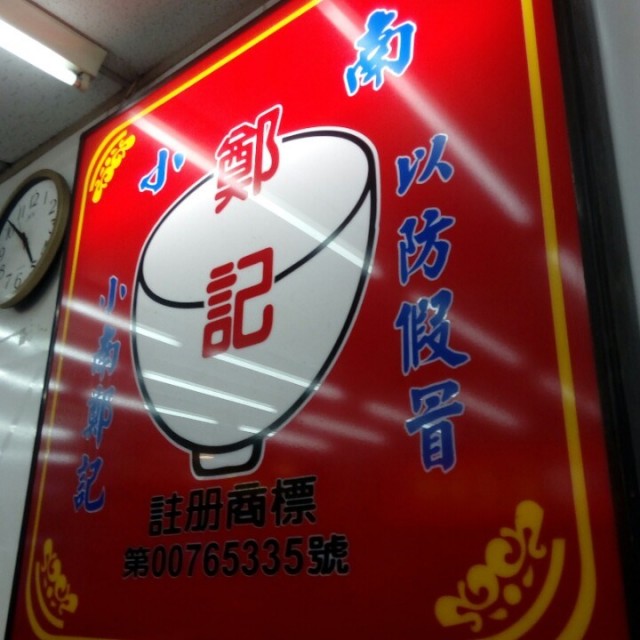 小南
鄭記
以防假冒
小南鄭記
註册商標
第00765335號